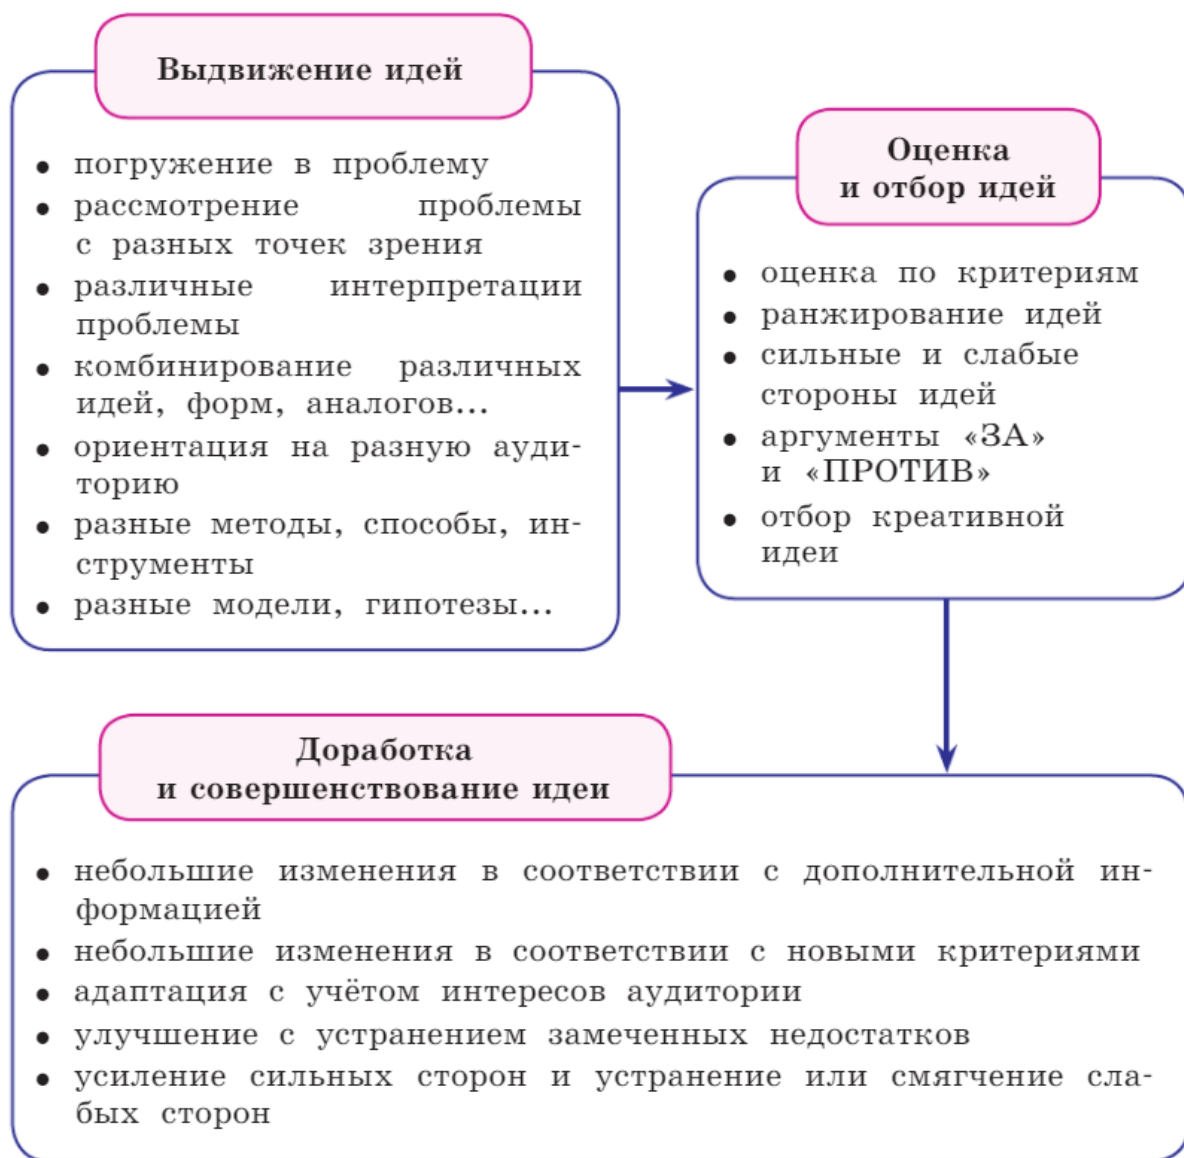 Выдвижение идей
• погружение в проблему
• рассмотрение проблемы
с разных точек зрения
• различные интерпретации
проблемы
• комбинирование различных
идей, форм, аналогов...
• ориентация на разную ауди-
торию
• разные методы, способы, ин-
струменты
• разные модели, гипотезы...
Оценка
и отбор идей
• оценка по критериям
• ранжирование идей
• сильные и слабые
стороны идей
• аргументы «ЗА»
и «ПРОТИВ»
• отбор креативной
идеи
Доработка
и совершенствование идеи
• небольшие изменения в соответствии с дополнительной ин-
формацией
• небольшие изменения в соответствии с новыми критериями
• адаптация с учётом интересов аудитории
• улучшение с устранением замеченных недостатков
• усиление сильных сторон и устранение или смягчение сла-
бых сторон